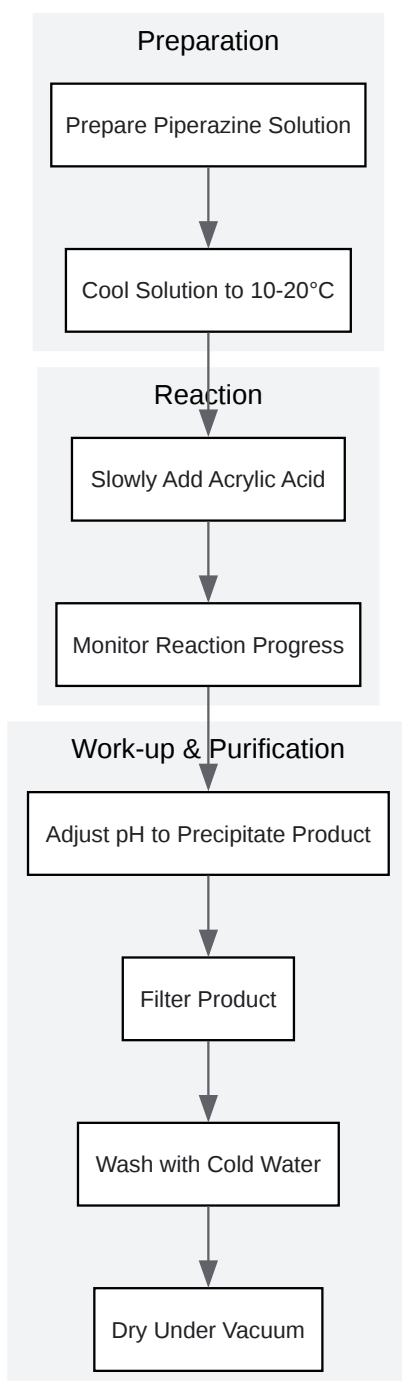 Preparation
Prepare Piperazine Solution
Cool Solution to 10-20°C
Reaction
Slowly Add Acrylic Acid
Monitor Reaction Progress
Work-up & Purification
Adjust pH to Precipitate Product
Filter Product
Wash with Cold Water
Dry Under Vacuum